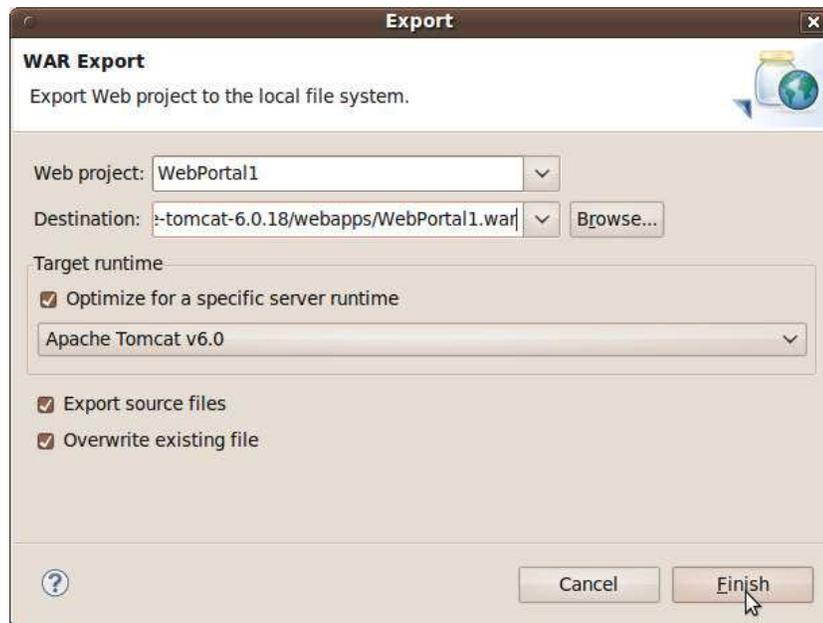 Export
WAR Export
Export Web project to the local file system.
Web project: WebPortal1
Destination: e-tomcat-6.0.18/webapps/WebPortal1.war Browse...
Target runtime
Optimize for a specific server runtime
Apache Tomcat v6.0
Export source files
Overwrite existing file
? Cancel Finish